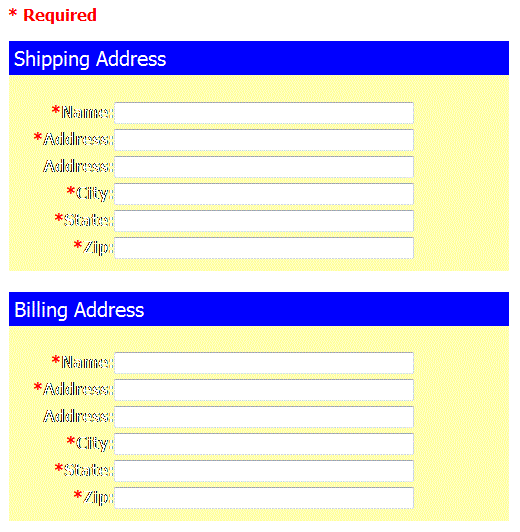 * Required
Shipping Address
*Name:
*Address:
Address:
*City:
*State:
*Zip:
Billing Address
*Name:
*Address:
Address:
*City:
*State:
*Zip: